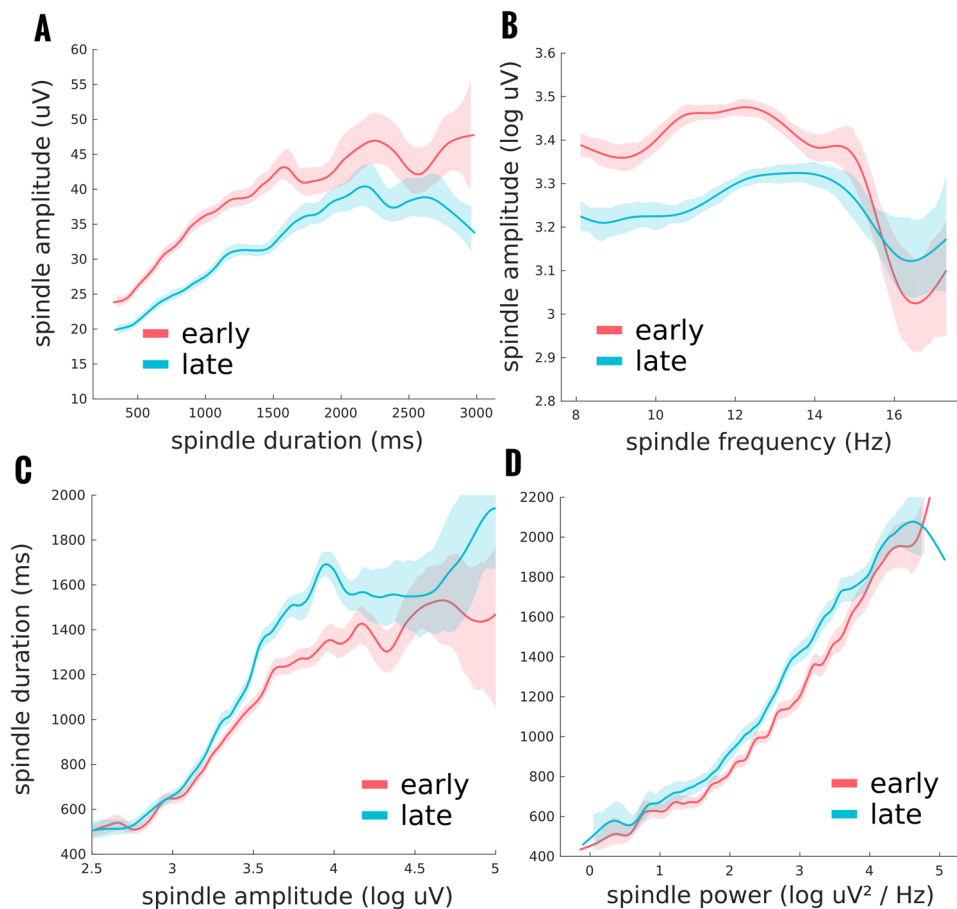 A
60
55
50
45
40
35
30
25
20
15
10
spindle amplitude (uV)
early
late
500 1000 1500 2000 2500 3000
spindle duration (ms)
B
3.6
3.5
3.4
3.3
3.2
3.1
3
2.9
2.8
spindle amplitude (log uV)
early
late
8 10 12 14 16
spindle frequency (Hz)
C
2000
1800
1600
1400
1200
1000
800
600
400
spindle duration (ms)
early
late
2.5 3 3.5 4 4.5 5
spindle amplitude (log uV)
D
2200
2000
1800
1600
1400
1200
1000
800
600
400
early
late
0 1 2 3 4 5
spindle power (log uV² / Hz)